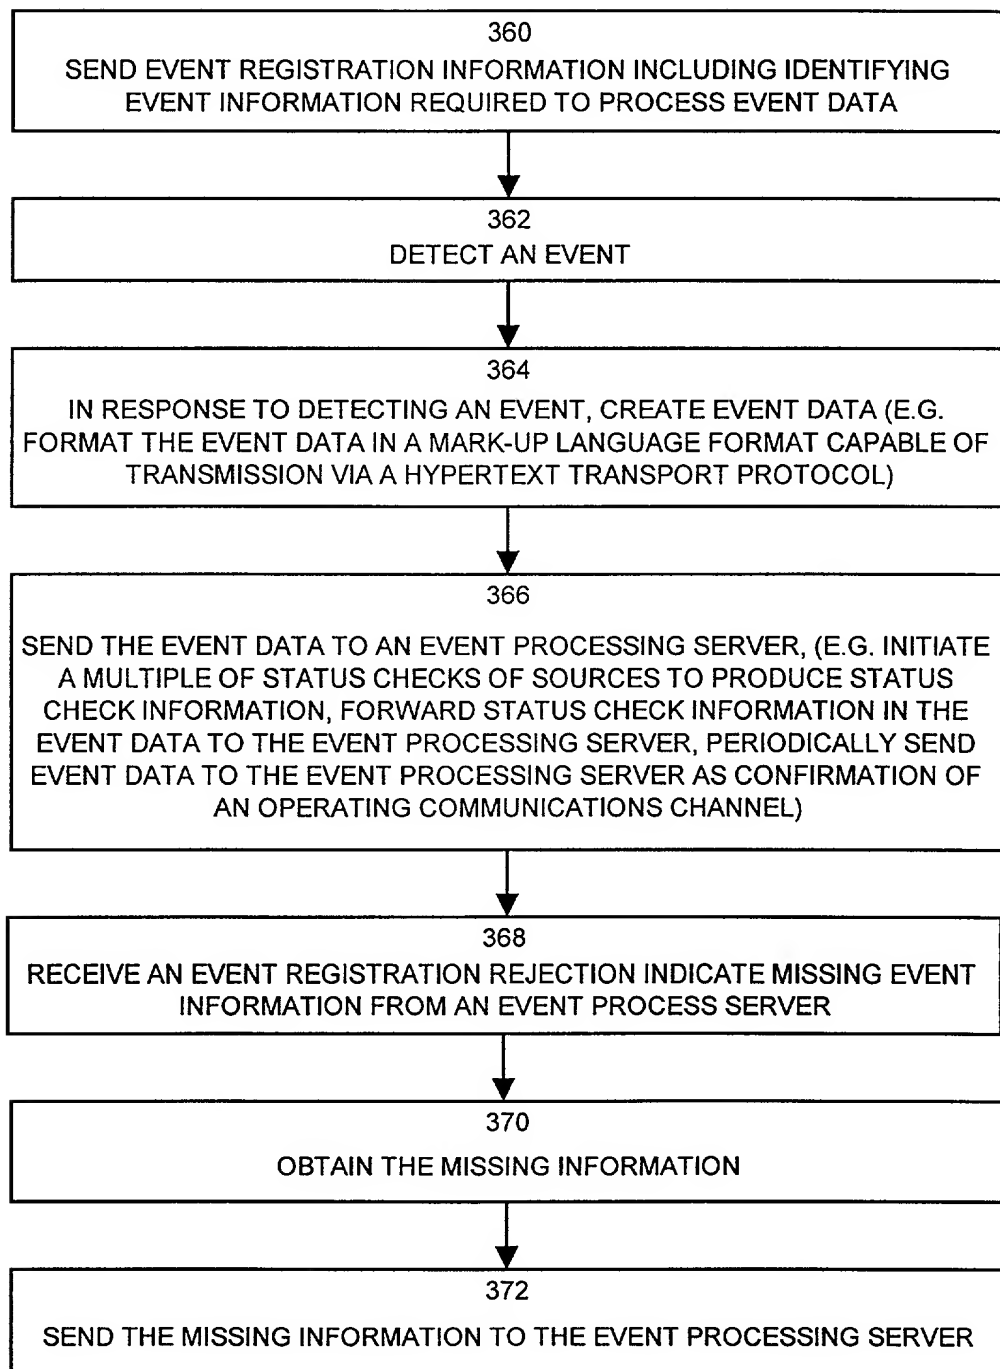 360
SEND EVENT REGISTRATION INFORMATION INCLUDING IDENTIFYING
EVENT INFORMATION REQUIRED TO PROCESS EVENT DATA
362
DETECT AN EVENT
364
IN RESPONSE TO DETECTING AN EVENT, CREATE EVENT DATA (E.G.
FORMAT THE EVENT DATA IN A MARK-UP LANGUAGE FORMAT CAPABLE OF
TRANSMISSION VIA A HYPERTEXT TRANSPORT PROTOCOL)
366
SEND THE EVENT DATA TO AN EVENT PROCESSING SERVER, (E.G. INITIATE
A MULTIPLE OF STATUS CHECKS OF SOURCES TO PRODUCE STATUS
CHECK INFORMATION, FORWARD STATUS CHECK INFORMATION IN THE
EVENT DATA TO THE EVENT PROCESSING SERVER, PERIODICALLY SEND
EVENT DATA TO THE EVENT PROCESSING SERVER AS CONFIRMATION OF
AN OPERATING COMMUNICATIONS CHANNEL)
368
RECEIVE AN EVENT REGISTRATION REJECTION INDICATE MISSING EVENT
INFORMATION FROM AN EVENT PROCESS SERVER
370
OBTAIN THE MISSING INFORMATION
372
SEND THE MISSING INFORMATION TO THE EVENT PROCESSING SERVER